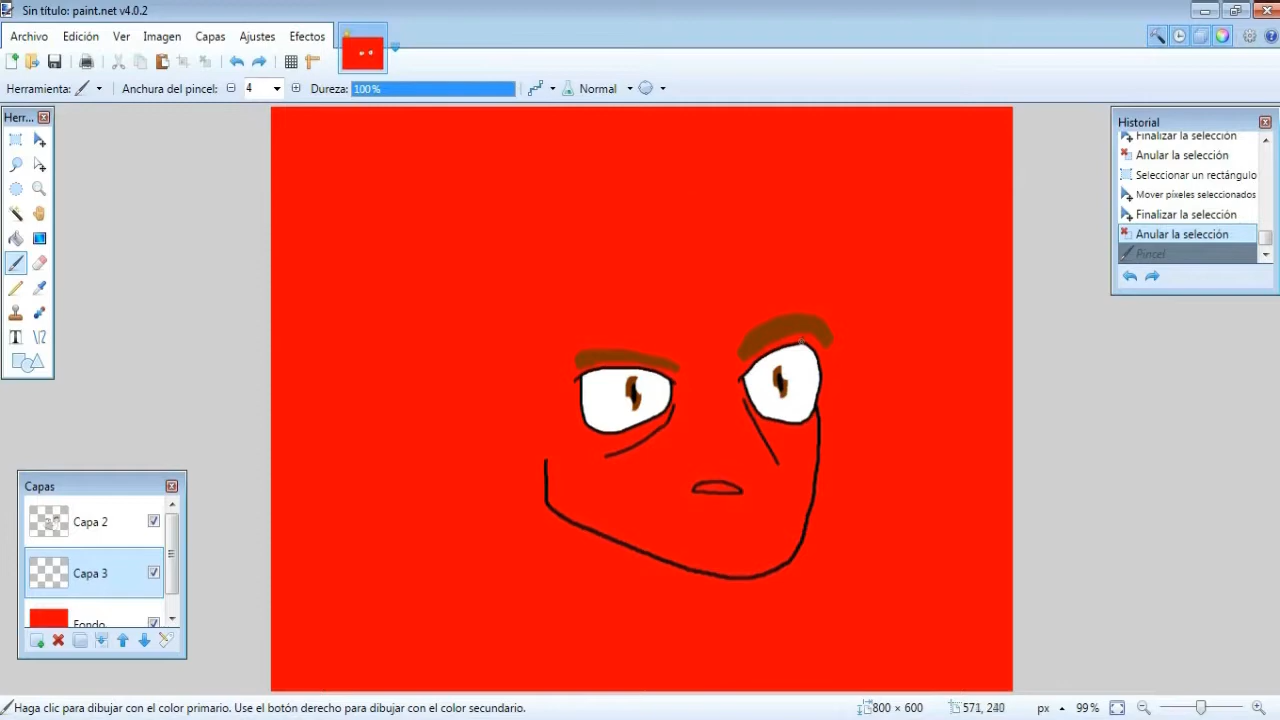 Sin título: paint.net v4.0.2
Archivo Edición Ver Imagen Capas Ajustes Efectos
Herramienta: Anchura del pincel: 4 Dureza: 100% Normal
Herr...
Historial
Finalizar la selección
Anular la selección
Seleccionar un rectángulo
Mover píxeles seleccionados
Finalizar la selección
Anular la selección
Pincel
Capas
Capa 2
Capa 3
Fondo
Haga clic para dibujar con el color primario. Use el botón derecho para dibujar con el color secundario. 800 × 600 571, 240 px 99 %